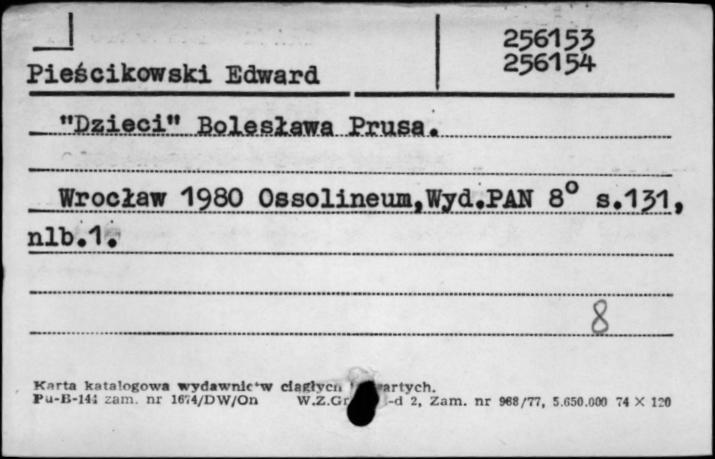 256153
256154
Pieścikowski Edward
"Dzieci" Bolesława Prusa.
Wrocław 1980 Ossolineum,Wyd.PAN 8° s.131,
nlb.1.
8
Karta katalogowa wydawnictw ciągłych
Pu-B-144 zam. nr 1674/DW/On W.Z.Gr -d 2, Zam. nr 968/77, 5.650.000 74 X 120